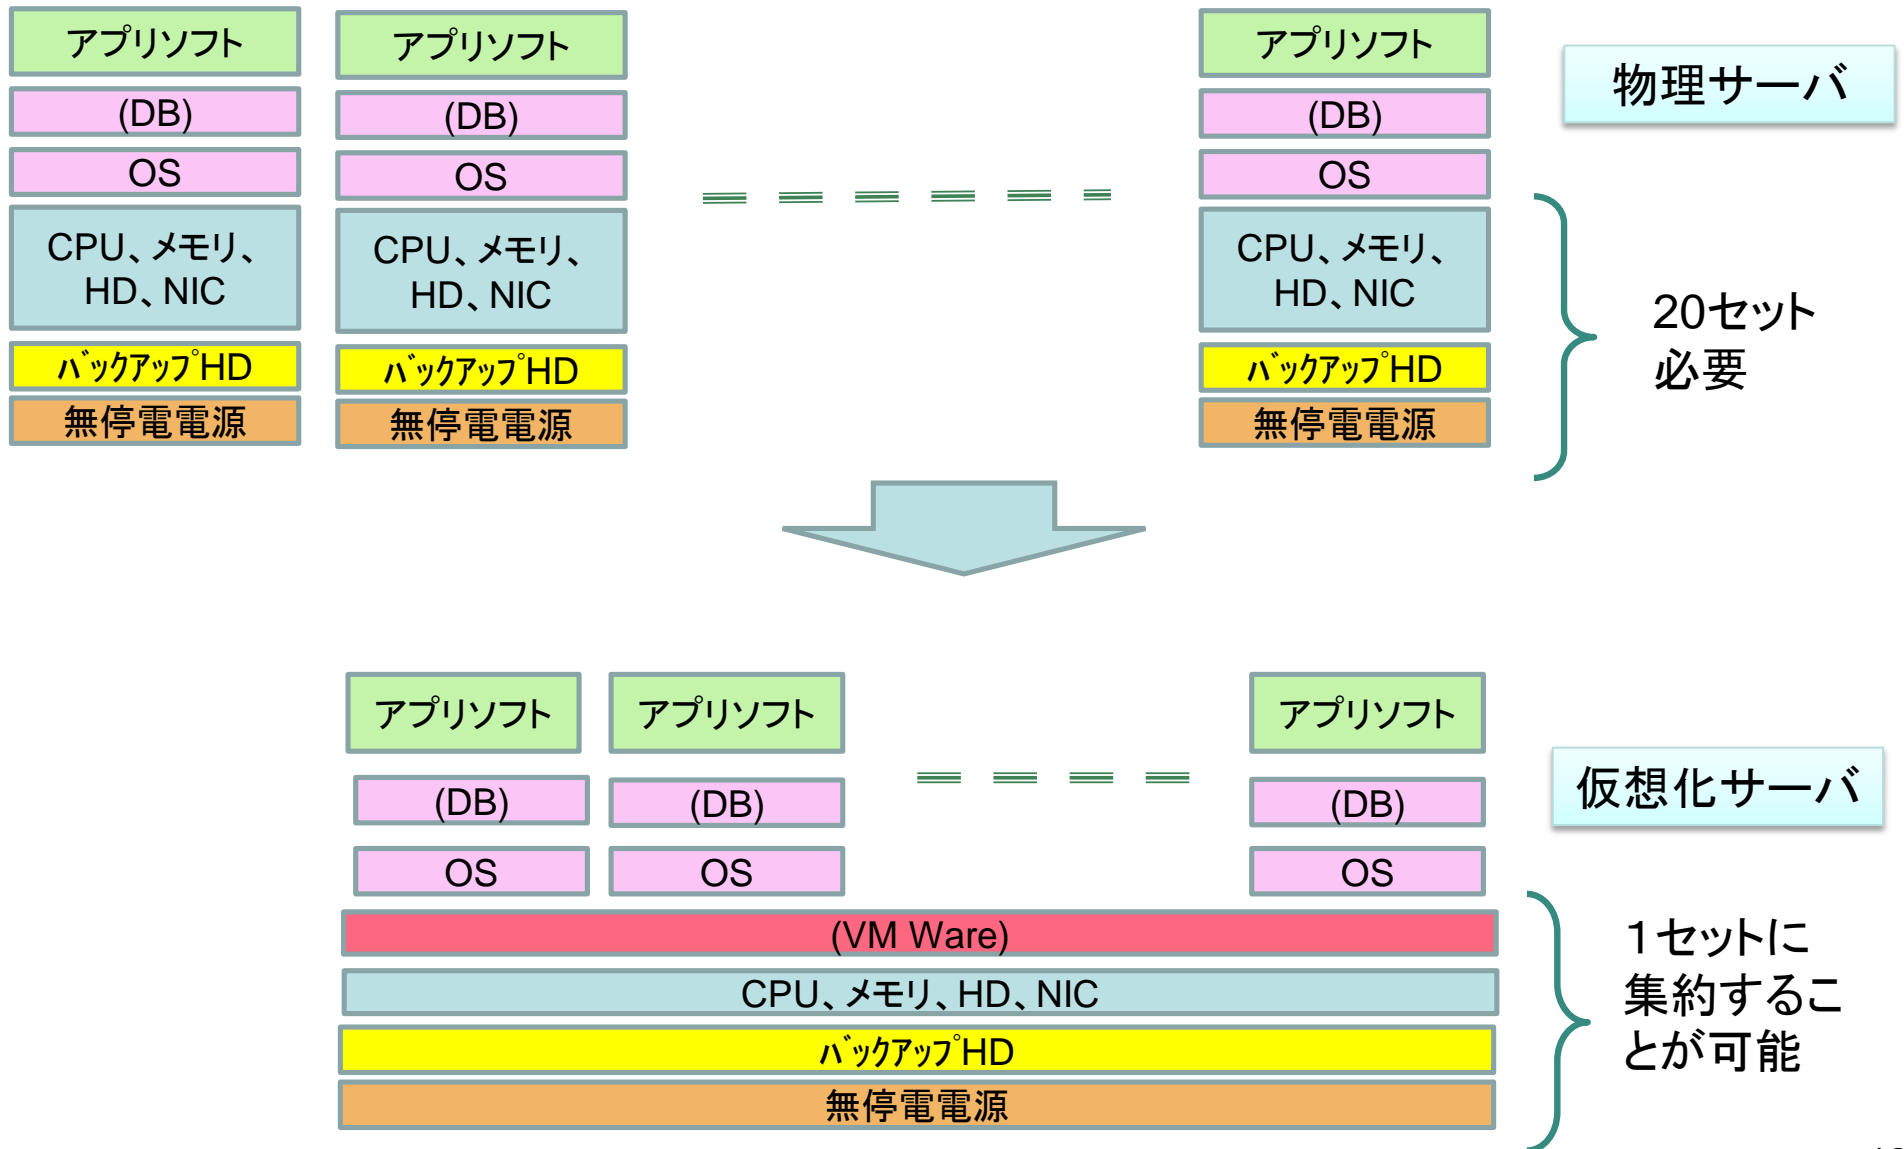 アプリソフト
アプリソフト
アプリソフト
物理サーバ
(DB)
(DB)
(DB)
OS
OS
OS
CPU、メモリ、
HD、NIC
CPU、メモリ、
HD、NIC
CPU、メモリ、
HD、NIC
20セット
必要
ﾊﾞｯｸｱｯﾌﾟHD
ﾊﾞｯｸｱｯﾌﾟHD
ﾊﾞｯｸｱｯﾌﾟHD
無停電電源
無停電電源
無停電電源
アプリソフト
アプリソフト
アプリソフト
仮想化サーバ
(DB)
(DB)
(DB)
OS
OS
OS
(VM Ware)
CPU、メモリ、HD、NIC
ﾊﾞｯｸｱｯﾌﾟHD
無停電電源
１セットに
集約するこ
とが可能